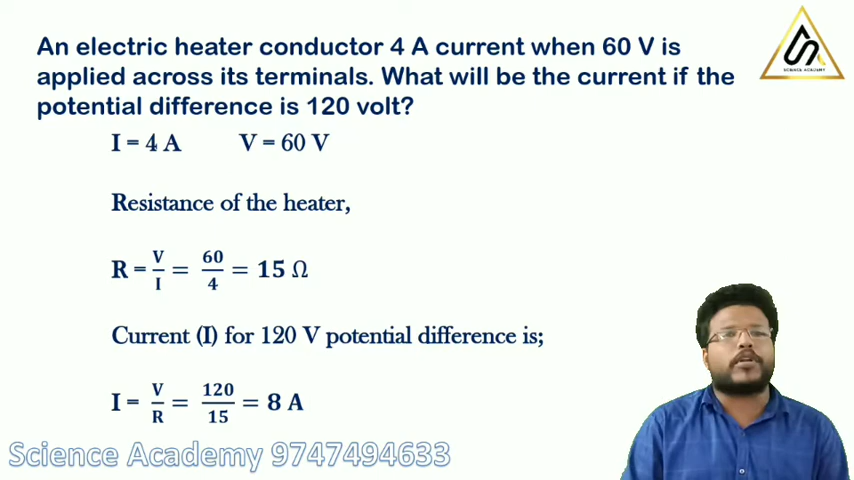 An electric heater conductor 4 A current when 60 V is
applied across its terminals. What will be the current if the
potential difference is 120 volt?
SCIENCE ACADEMY
I = 4 A V = 60 V
Resistance of the heater,
R = V/I = 60/4 = 15 Ω
Current (I) for 120 V potential difference is;
I = V/R = 120/15 = 8 A
Science Academy 9747494633